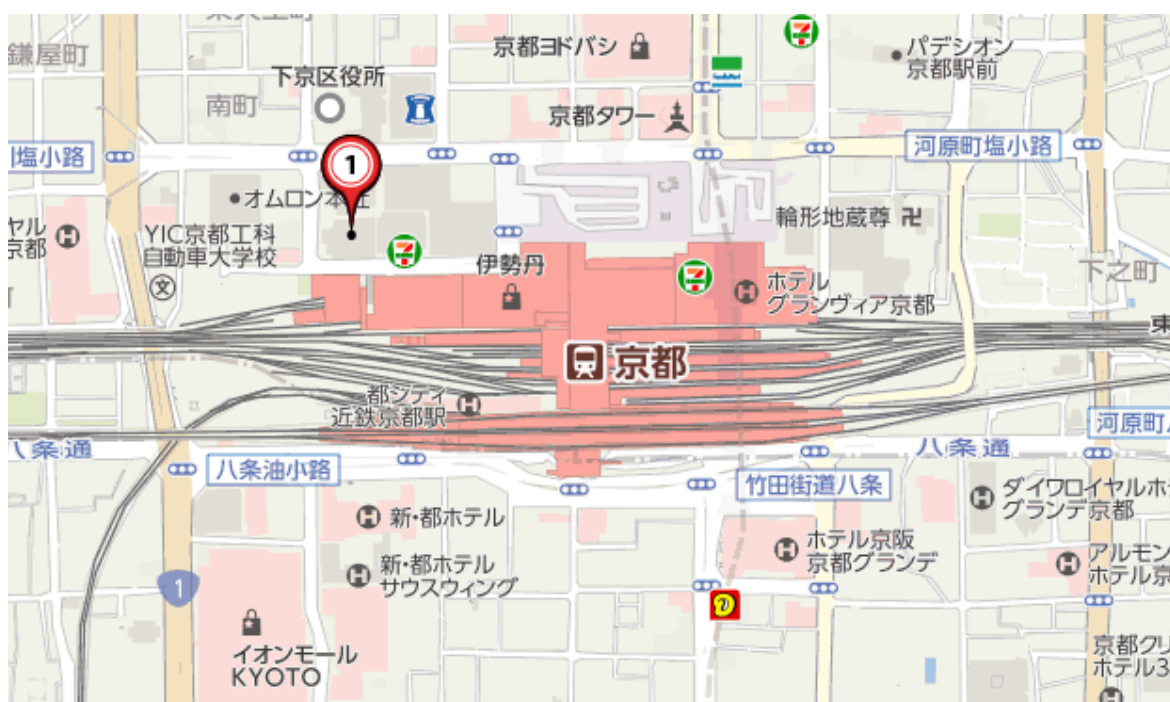 鎌屋町
京都ヨドバシ
パデシオン
京都駅前
下京区役所
南町
FamilyMart
京都タワー
塩小路
河原町塩小路
1
オムロン本社
ヤル
京都
YIC京都工科
自動車大学校
輪形地蔵尊
下之町
伊勢丹
ホテル
グランヴィア京都
東
京都
都シティ
近鉄京都駅
河原町八
八条通
八条通
八条油小路
竹田街道八条
ダイワロイヤルホ
グランデ京都
新・都ホテル
ホテル京阪
京都グランデ
アルモン
ホテル京
新・都ホテル
サウスウィング
1
イオンモール
KYOTO
京都クリ
ホテル3